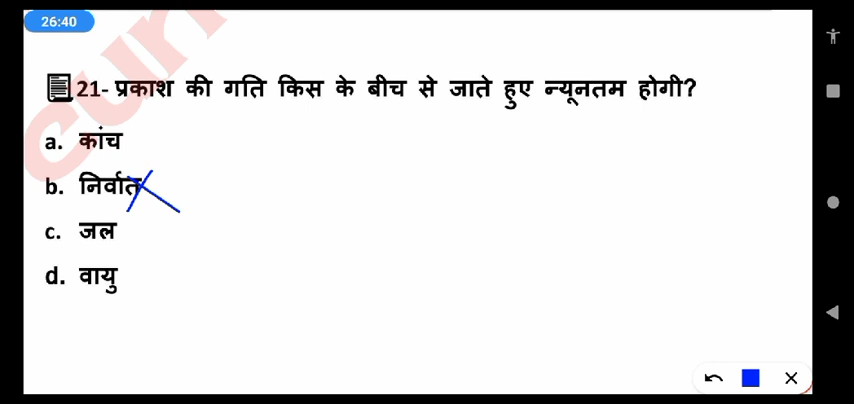 26:40
21- प्रकाश की गति किस के बीच से जाते हुए न्यूनतम होगी?
a. कांच
b. निर्वात
c. जल
d. वायु